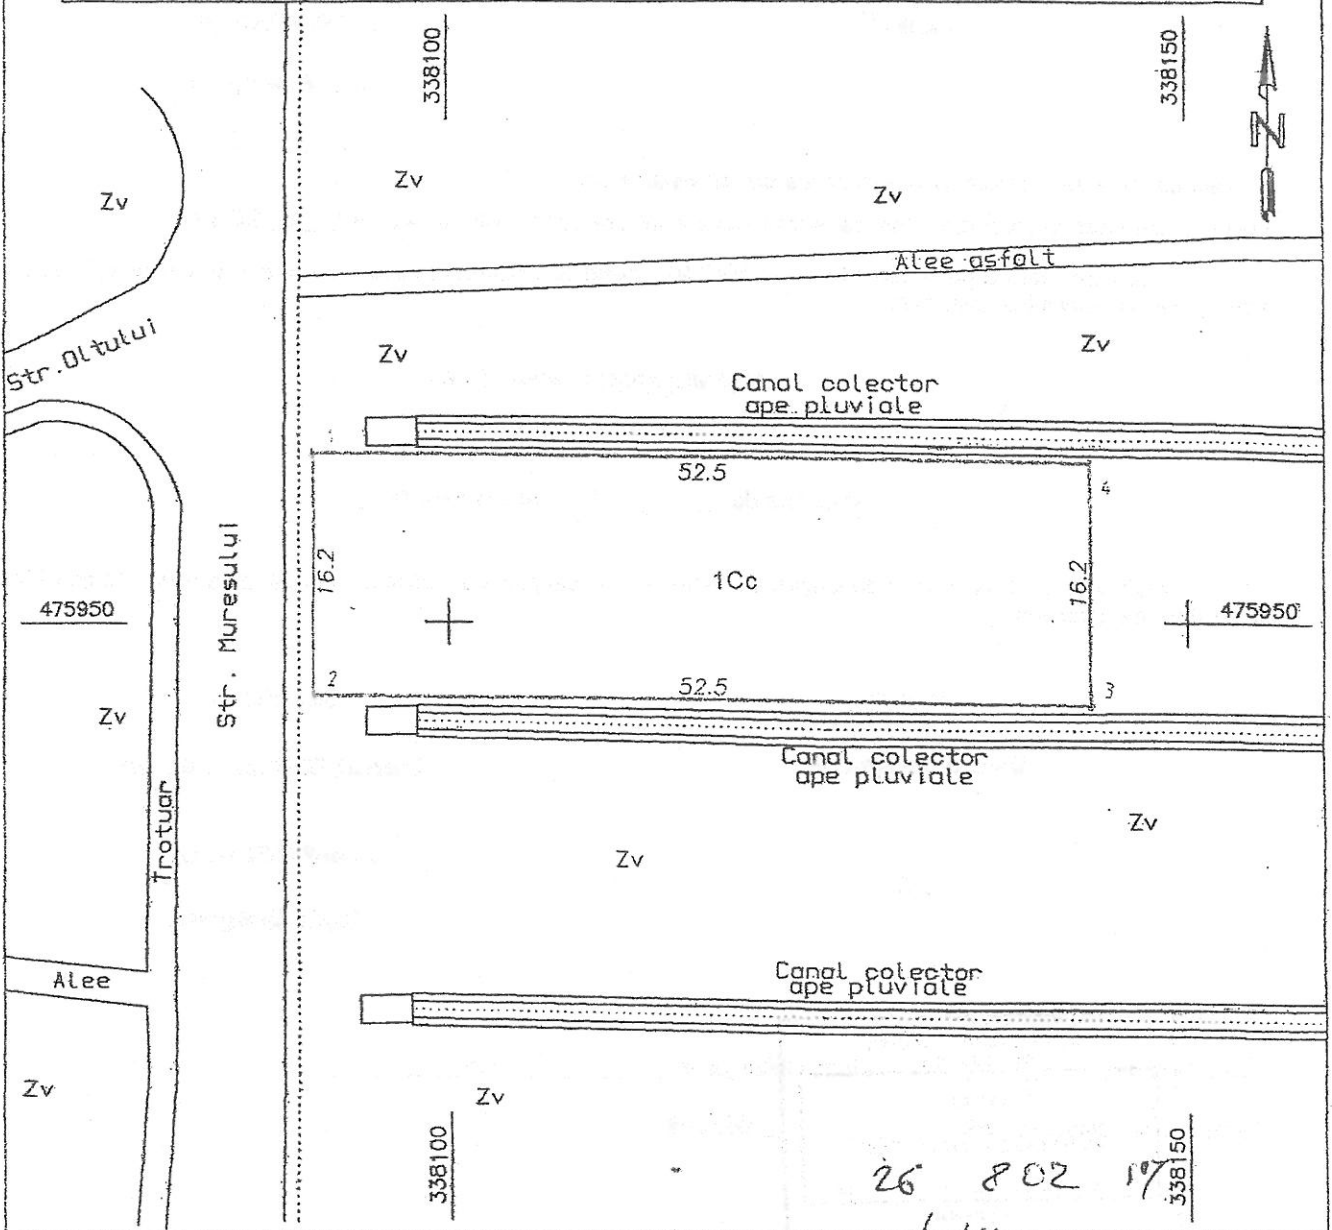 338100
338150
N
Zv
Zv
Zv
Alee asfalt
Str. Oltului
Zv
Zv
Canal colector
ape pluviale
1
52.5
4
16.2
1Cc
16.2
Str. Muresului
475950
475950
2
52.5
3
Zv
Canal colector
ape pluviale
Trotuar
Zv
Zv
Canal colector
ape pluviale
Alee
Zv
Zv
338100
338150
26 802